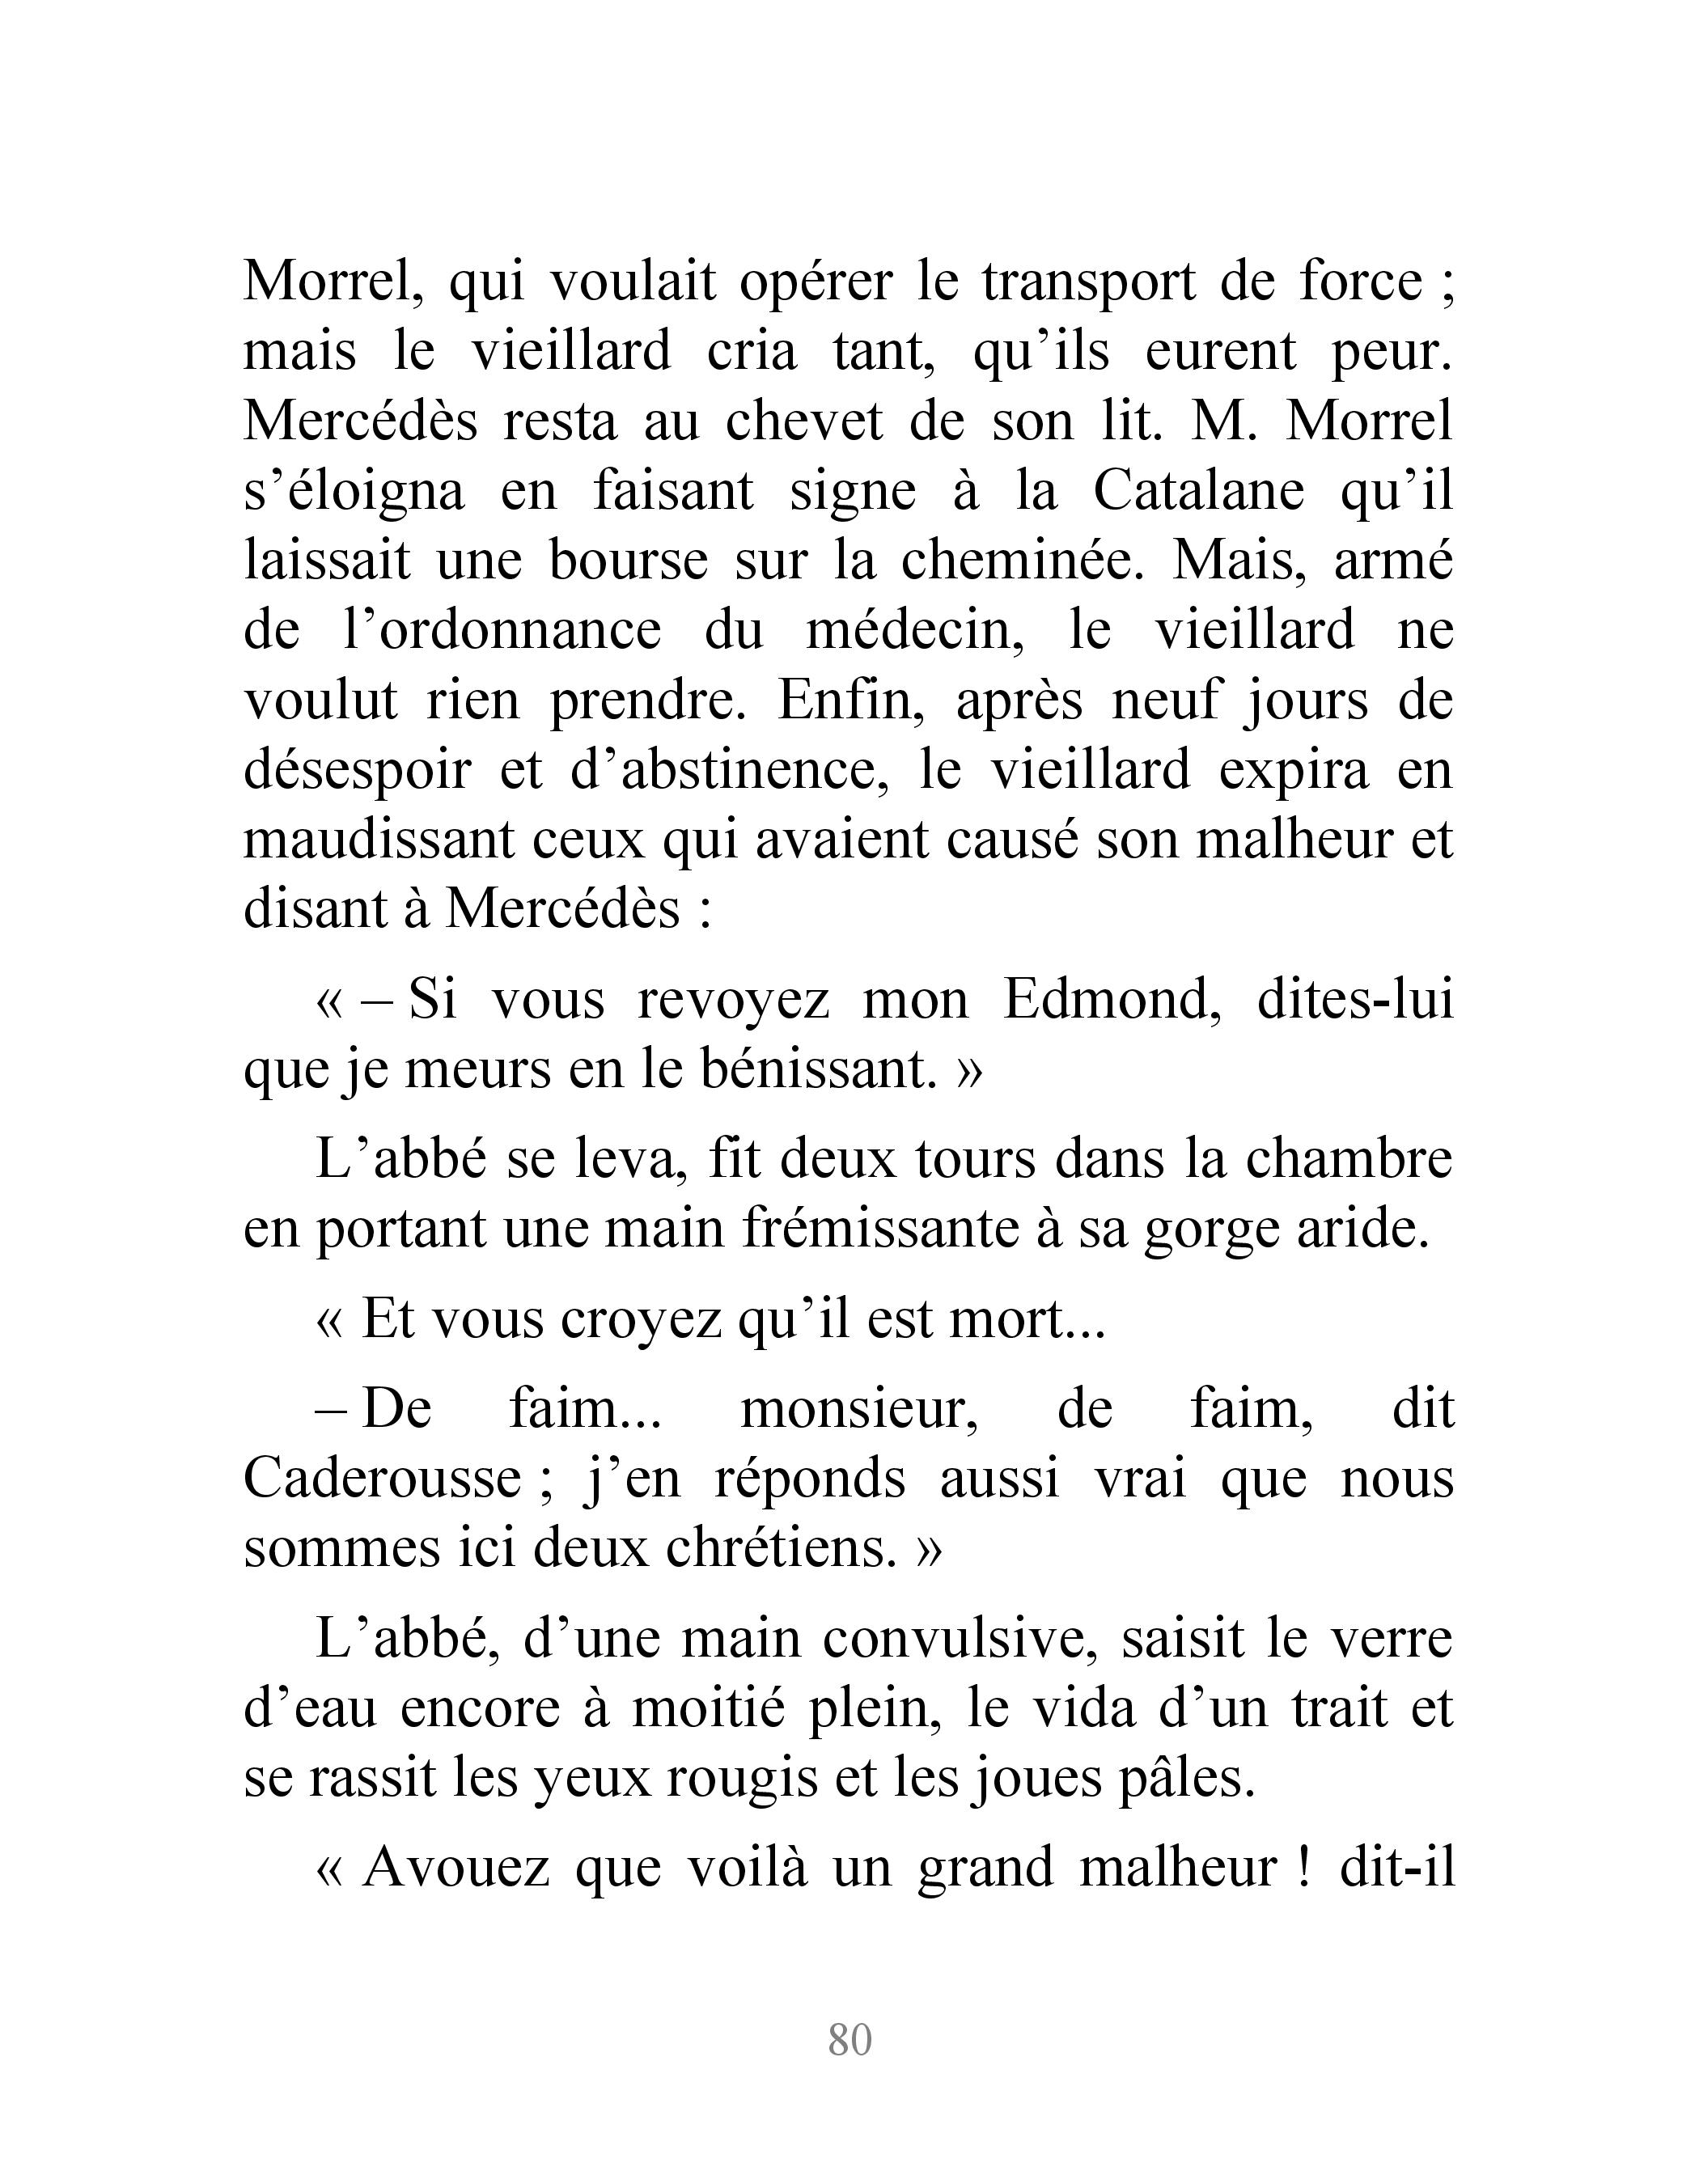 Morrel, qui voulait opérer le transport de force ;
mais le vieillard cria tant, qu’ils eurent peur.
Mercédès resta au chevet de son lit. M. Morrel
s’éloigna en faisant signe à la Catalane qu’il
laissait une bourse sur la cheminée. Mais, armé
de l’ordonnance du médecin, le vieillard ne
voulut rien prendre. Enfin, après neuf jours de
désespoir et d’abstinence, le vieillard expira en
maudissant ceux qui avaient causé son malheur et
disant à Mercédès :
« – Si vous revoyez mon Edmond, dites-lui
que je meurs en le bénissant. »
L’abbé se leva, fit deux tours dans la chambre
en portant une main frémissante à sa gorge aride.
« Et vous croyez qu’il est mort...
– De faim... monsieur, de faim, dit
Caderousse ; j’en réponds aussi vrai que nous
sommes ici deux chrétiens. »
L’abbé, d’une main convulsive, saisit le verre
d’eau encore à moitié plein, le vida d’un trait et
se rassit les yeux rougis et les joues pâles.
« Avouez que voilà un grand malheur ! dit-il
80